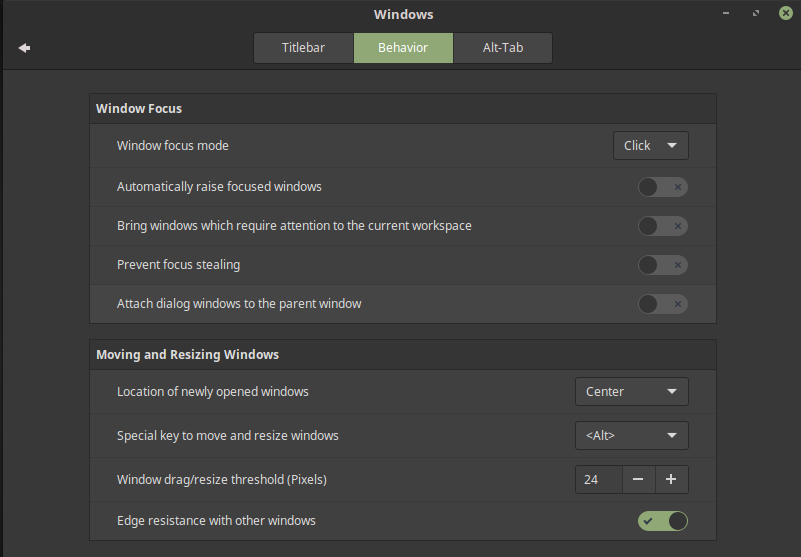 Windows
Titlebar
Behavior
Alt-Tab
Window Focus
Window focus mode
Click
Automatically raise focused windows
Bring windows which require attention to the current workspace
Prevent focus stealing
Attach dialog windows to the parent window
Moving and Resizing Windows
Location of newly opened windows
Center
Special key to move and resize windows
<Alt>
Window drag/resize threshold (Pixels)
24
Edge resistance with other windows